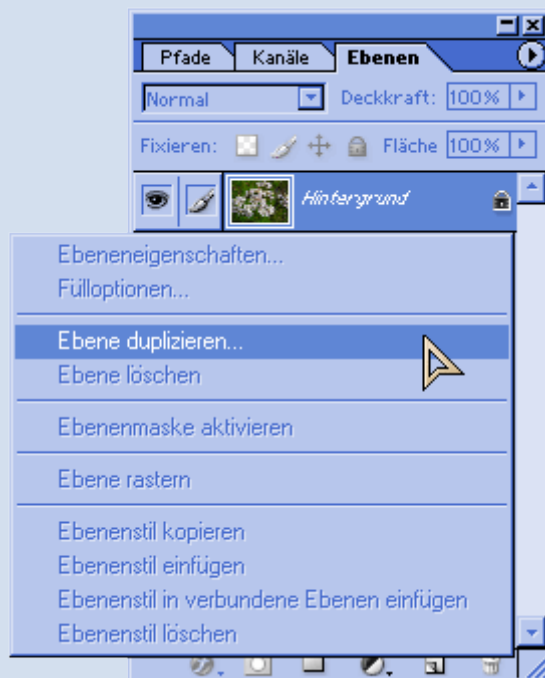 Pfade Kanäle Ebenen
Normal Deckkraft: 100%
Fixieren: Fläche 100%
Hintergrund
Ebeneneigenschaften...
Fülloptionen...
Ebene duplizieren...
Ebene löschen
Ebenenmaske aktivieren
Ebene rastern
Ebenenstil kopieren
Ebenenstil einfügen
Ebenenstil in verbundene Ebenen einfügen
Ebenenstil löschen